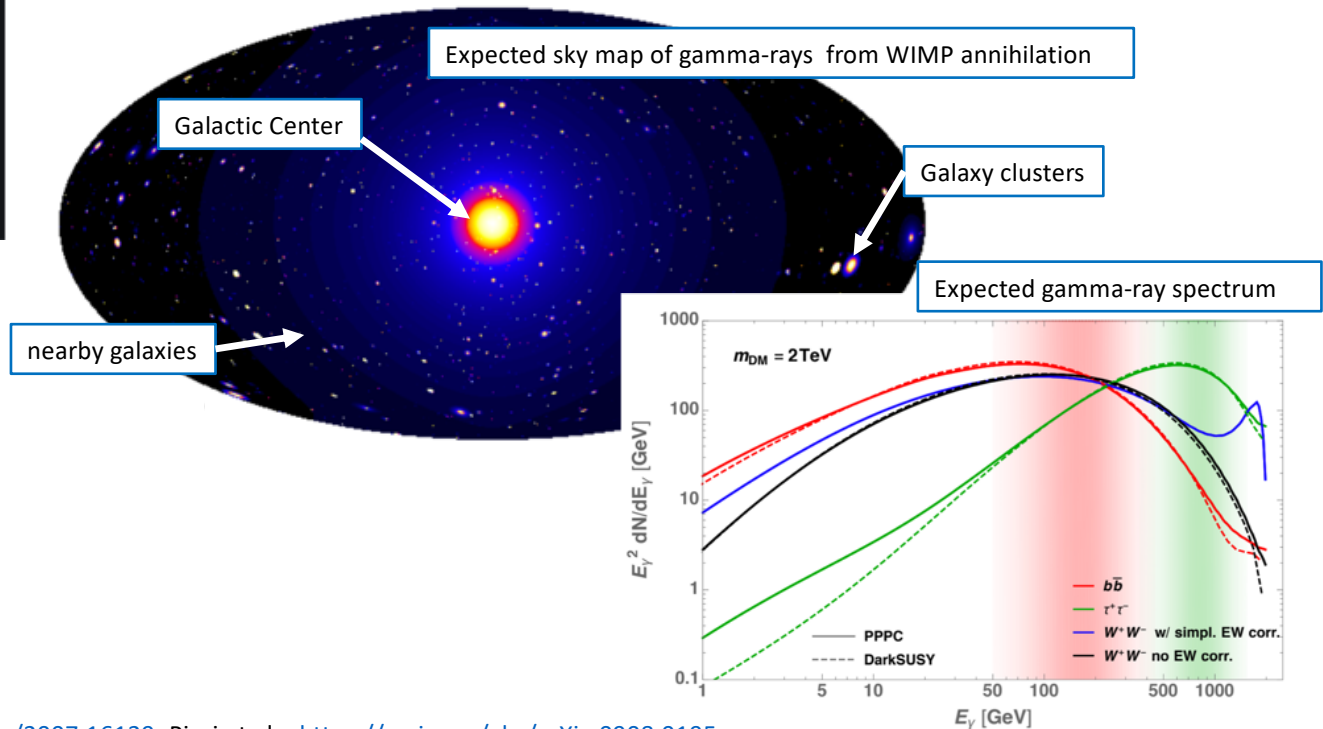 Expected sky map of gamma-rays from WIMP annihilation
Galactic Center
Galaxy clusters
Expected gamma-ray spectrum
nearby galaxies
m_DM = 2TeV
E_γ² dN/dE_γ [GeV]
1000
100
10
1
0.1
bb̄
τ⁺τ⁻
W⁺W⁻ w/ simpl. EW corr.
W⁺W⁻ no EW corr.
PPPC
DarkSUSY
1 5 10 50 100 500 1000
E_γ [GeV]